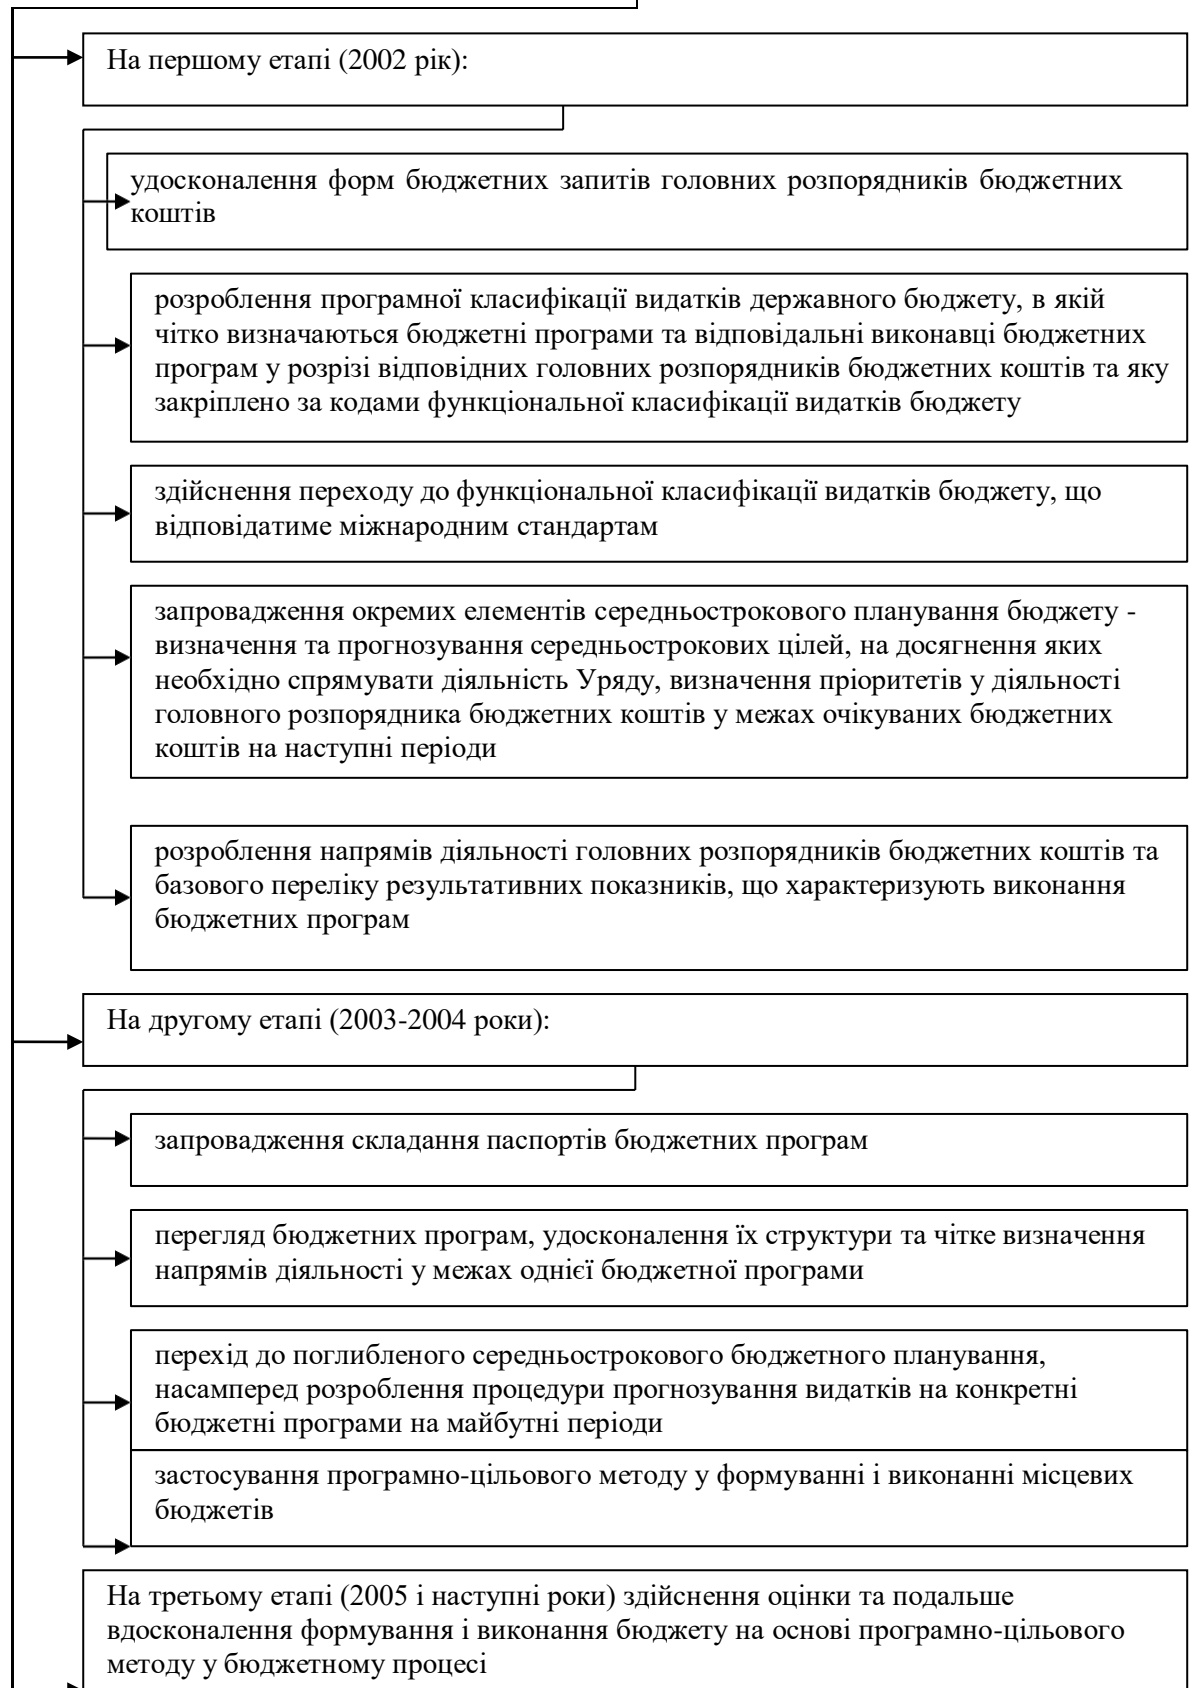 На першому етапі (2002 рік):
удосконалення форм бюджетних запитів головних розпорядників бюджетних
коштів
розроблення програмної класифікації видатків державного бюджету, в якій
чітко визначаються бюджетні програми та відповідальні виконавці бюджетних
програм у розрізі відповідних головних розпорядників бюджетних коштів та яку
закріплено за кодами функціональної класифікації видатків бюджету
здійснення переходу до функціональної класифікації видатків бюджету, що
відповідатиме міжнародним стандартам
запровадження окремих елементів середньострокового планування бюджету -
визначення та прогнозування середньострокових цілей, на досягнення яких
необхідно спрямувати діяльність Уряду, визначення пріоритетів у діяльності
головного розпорядника бюджетних коштів у межах очікуваних бюджетних
коштів на наступні періоди
розроблення напрямів діяльності головних розпорядників бюджетних коштів та
базового переліку результативних показників, що характеризують виконання
бюджетних програм
На другому етапі (2003-2004 роки):
запровадження складання паспортів бюджетних програм
перегляд бюджетних програм, удосконалення їх структури та чітке визначення
напрямів діяльності у межах однієї бюджетної програми
перехід до поглибленого середньострокового бюджетного планування,
насамперед розроблення процедури прогнозування видатків на конкретні
бюджетні програми на майбутні періоди
застосування програмно-цільового методу у формуванні і виконанні місцевих
бюджетів
На третьому етапі (2005 і наступні роки) здійснення оцінки та подальше
вдосконалення формування і виконання бюджету на основі програмно-цільового
методу у бюджетному процесі